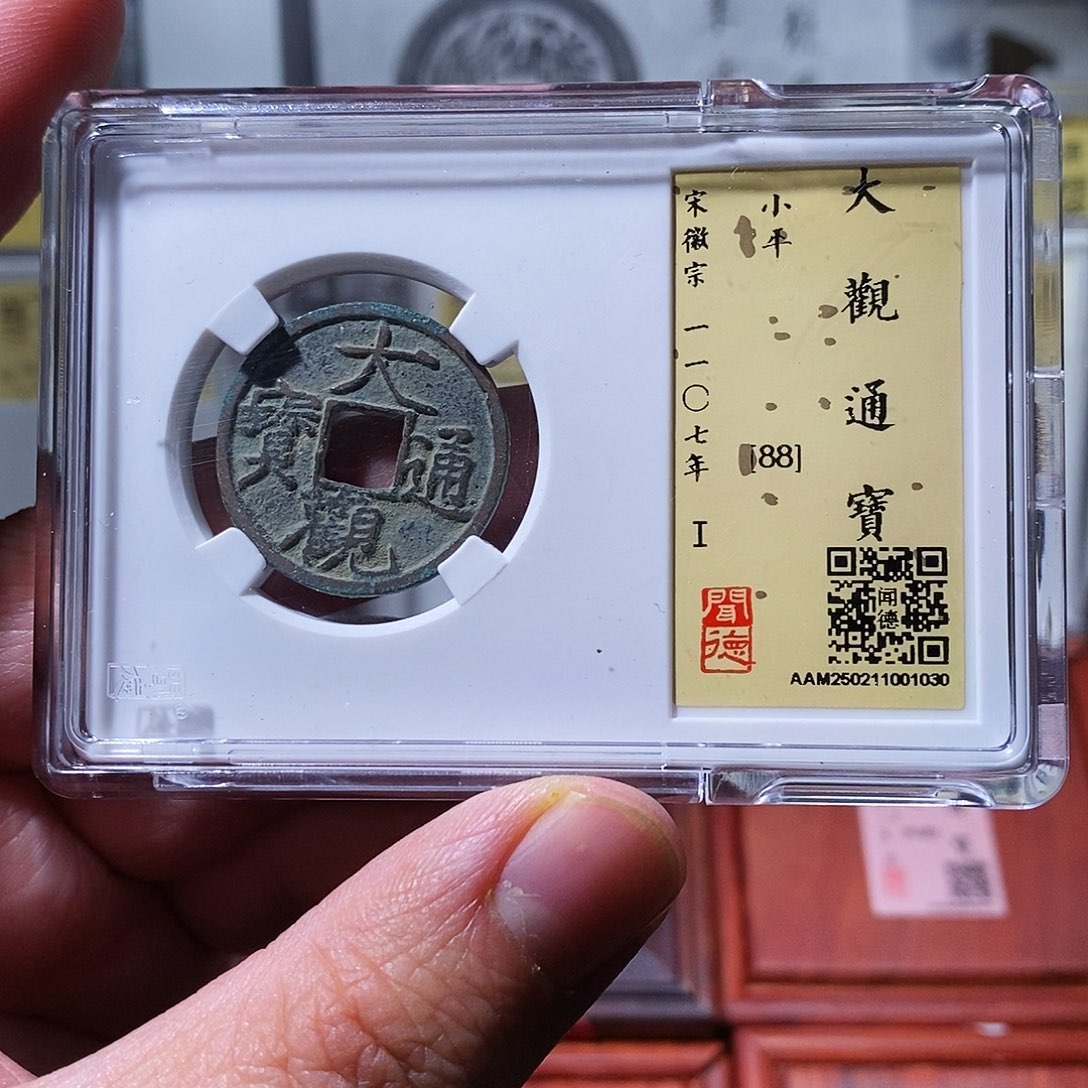 大觀通寶
大觀通寶
小平
[88]
宋徽宗 一一〇七年 I
聞德
闻德
AAM250211001030